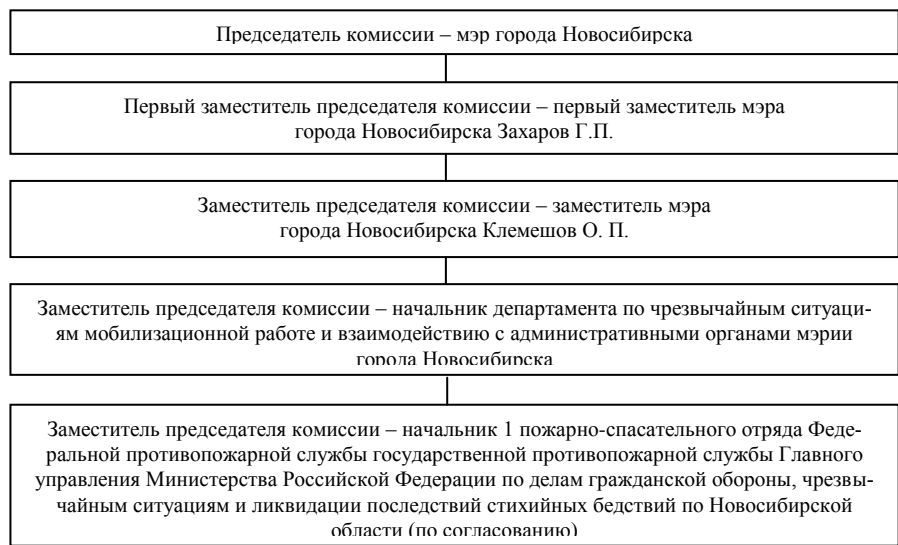 Председатель комиссии – мэр города Новосибирска
Первый заместитель председателя комиссии – первый заместитель мэра
города Новосибирска Захаров Г.П.
Заместитель председателя комиссии – заместитель мэра
города Новосибирска Клемешов О. П.
Заместитель председателя комиссии – начальник департамента по чрезвычайным ситуаци-
ям мобилизационной работе и взаимодействию с административными органами мэрии
города Новосибирска
Заместитель председателя комиссии – начальник 1 пожарно-спасательного отряда Феде-
ральной противопожарной службы государственной противопожарной службы Главного
управления Министерства Российской Федерации по делам гражданской обороны, чрезвы-
чайным ситуациям и ликвидации последствий стихийных бедствий по Новосибирской
области (по согласованию)